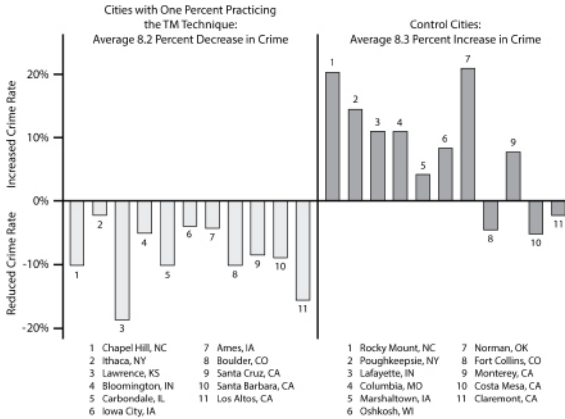 Cities with One Percent Practicing
the TM Technique:
Average 8.2 Percent Decrease in Crime
Control Cities:
Average 8.3 Percent Increase in Crime
Increased Crime Rate
Reduced Crime Rate
20%
10%
0%
-10%
-20%
1
2
3
4
5
6
7
8
9
10
11
1
2
3
4
5
6
7
8
9
10
11
1 Chapel Hill, NC
2 Ithaca, NY
3 Lawrence, KS
4 Bloomington, IN
5 Carbondale, IL
6 Iowa City, IA
7 Ames, IA
8 Boulder, CO
9 Santa Cruz, CA
10 Santa Barbara, CA
11 Los Altos, CA
1 Rocky Mount, NC
2 Poughkeepsie, NY
3 Lafayette, IN
4 Columbia, MO
5 Marshaltown, IA
6 Oshkosh, WI
7 Norman, OK
8 Fort Collins, CO
9 Monterey, CA
10 Costa Mesa, CA
11 Claremont, CA